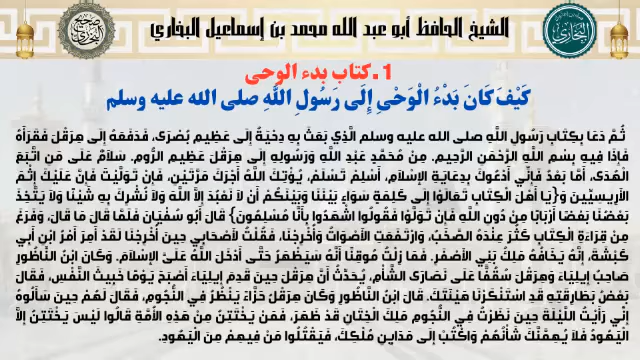 الشيخ الحافظ أبو عبد الله محمد بن إسماعيل البخاري
صحيح البخاري
البخاري
1. كتاب بدء الوحى
كَيْفَ كَانَ بَدْءُ الْوَحْيِ إِلَى رَسُولِ اللَّهِ صلى الله عليه وسلم
ثُمَّ دَعَا بِكِتَابِ رَسُولِ اللَّهِ صلى الله عليه وسلم الَّذِي بَعَثَ بِهِ دِحْيَةُ إِلَى عَظِيمِ بُصْرَى، فَدَفَعَهُ إِلَى هِرَقْلَ فَقَرَأَهُ
فَإِذَا فِيهِ بِسْمِ اللَّهِ الرَّحْمَنِ الرَّحِيمِ. مِنْ مُحَمَّدٍ عَبْدِ اللَّهِ وَرَسُولِهِ إِلَى هِرَقْلَ عَظِيمِ الرُّومِ. سَلاَمٌ عَلَى مَنِ اتَّبَعَ
الْهُدَى، أَمَّا بَعْدُ فَإِنِّي أَدْعُوكَ بِدِعَايَةِ الإِسْلاَمِ، أَسْلِمْ تَسْلَمْ، يُؤْتِكَ اللَّهُ أَجْرَكَ مَرَّتَيْنِ، فَإِنْ تَوَلَّيْتَ فَإِنَّ عَلَيْكَ إِثْمَ
الأَرِيسِيِّينَ وَ{يَا أَهْلَ الْكِتَابِ تَعَالَوْا إِلَى كَلِمَةٍ سَوَاءٍ بَيْنَنَا وَبَيْنَكُمْ أَنْ لاَ نَعْبُدَ إِلاَّ اللَّهَ وَلاَ نُشْرِكَ بِهِ شَيْئًا وَلاَ يَتَّخِذَ
بَعْضُنَا بَعْضًا أَرْبَابًا مِنْ دُونِ اللَّهِ فَإِنْ تَوَلَّوْا فَقُولُوا اشْهَدُوا بِأَنَّا مُسْلِمُونَ} قَالَ أَبُو سُفْيَانَ فَلَمَّا قَالَ مَا قَالَ، وَفَرَغَ
مِنْ قِرَاءَةِ الْكِتَابِ كَثُرَ عِنْدَهُ الصَّخَبُ، وَارْتَفَعَتِ الأَصْوَاتُ وَأُخْرِجْنَا، فَقُلْتُ لأَصْحَابِي حِينَ أُخْرِجْنَا لَقَدْ أَمِرَ أَمْرُ ابْنِ أَبِي
كَبْشَةَ، إِنَّهُ يَخَافُهُ مَلِكُ بَنِي الأَصْفَرِ. فَمَا زِلْتُ مُوقِنًا أَنَّهُ سَيَظْهَرُ حَتَّى أَدْخَلَ اللَّهُ عَلَىَّ الإِسْلاَمَ. وَكَانَ ابْنُ النَّاطُورِ
صَاحِبُ إِيلِيَاءَ وَهِرَقْلَ سُقُفًّا عَلَى نَصَارَى الشَّأْمِ، يُحَدِّثُ أَنَّ هِرَقْلَ حِينَ قَدِمَ إِيلِيَاءَ أَصْبَحَ يَوْمًا خَبِيثَ النَّفْسِ، فَقَالَ
بَعْضُ بَطَارِقَتِهِ قَدِ اسْتَنْكَرْنَا هَيْئَتَكَ. قَالَ ابْنُ النَّاطُورِ وَكَانَ هِرَقْلُ حَزَّاءً يَنْظُرُ فِي النُّجُومِ، فَقَالَ لَهُمْ حِينَ سَأَلُوهُ
إِنِّي رَأَيْتُ اللَّيْلَةَ حِينَ نَظَرْتُ فِي النُّجُومِ مَلِكَ الْخِتَانِ قَدْ ظَهَرَ، فَمَنْ يَخْتَتِنُ مِنْ هَذِهِ الأُمَّةِ قَالُوا لَيْسَ يَخْتَتِنُ إِلاَّ
الْيَهُودُ فَلاَ يُهِمَّنَّكَ شَأْنُهُمْ وَاكْتُبْ إِلَى مَدَايِنِ مُلْكِكَ، فَيَقْتُلُوا مَنْ فِيهِمْ مِنَ الْيَهُودِ.